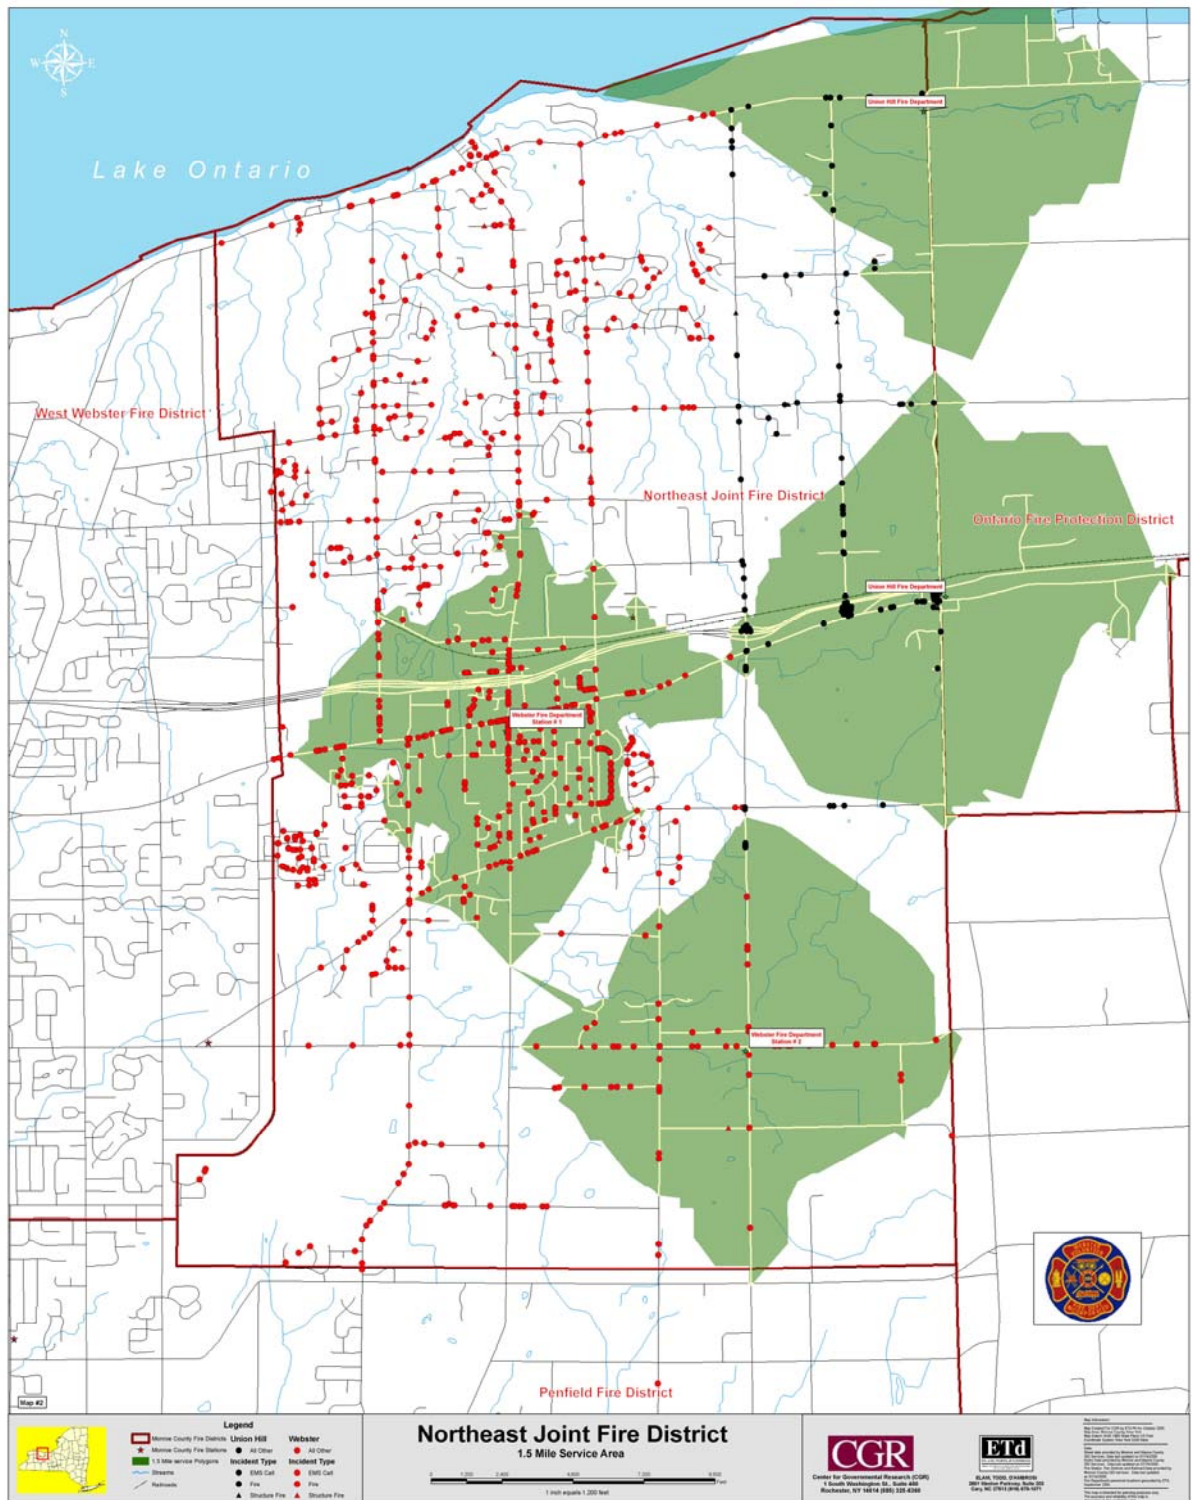 N
W E
S
Lake Ontario
Union Hill Fire Department
West Webster Fire District
Northeast Joint Fire District
Ontario Fire Protection District
Union Hill Fire Department
Webster Fire Department
Station # 1
Webster Fire Department
Station # 2
Penfield Fire District
Map #2
Legend
Monroe County Fire Districts
Monroe County Fire Stations
1.5 Mile service Polygons
Streams
Railroads
Union Hill
All Other
Incident Type
EMS Call
Fire
Structure Fire
Webster
All Other
Incident Type
EMS Call
Fire
Structure Fire
Northeast Joint Fire District
1.5 Mile Service Area
1 inch equals 1,200 feet
CGR
Center for Governmental Research (CGR)
1 South Washington St., Suite 400
Rochester, NY 14614 (585) 325-6360
ETd